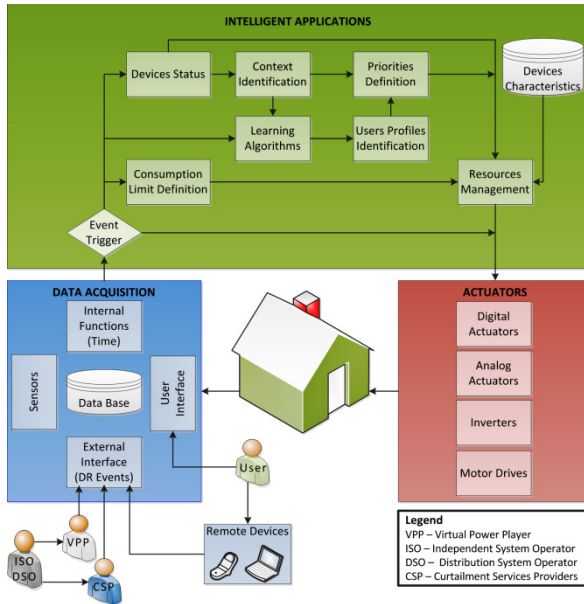 INTELLIGENT APPLICATIONS
Devices Status
Context
Identification
Priorities
Definition
Devices
Characteristics
Learning
Algorithms
Users Profiles
Identification
Consumption
Limit Definition
Resources
Management
Event
Trigger
DATA ACQUISITION
Internal
Functions
(Time)
Sensors
Data Base
User
Interface
External
Interface
(DR Events)
ACTUATORS
Digital
Actuators
Analog
Actuators
Inverters
Motor Drives
User
VPP
ISO
DSO
CSP
Remote Devices
Legend
VPP – Virtual Power Player
ISO – Independent System Operator
DSO – Distribution System Operator
CSP – Curtailment Services Providers